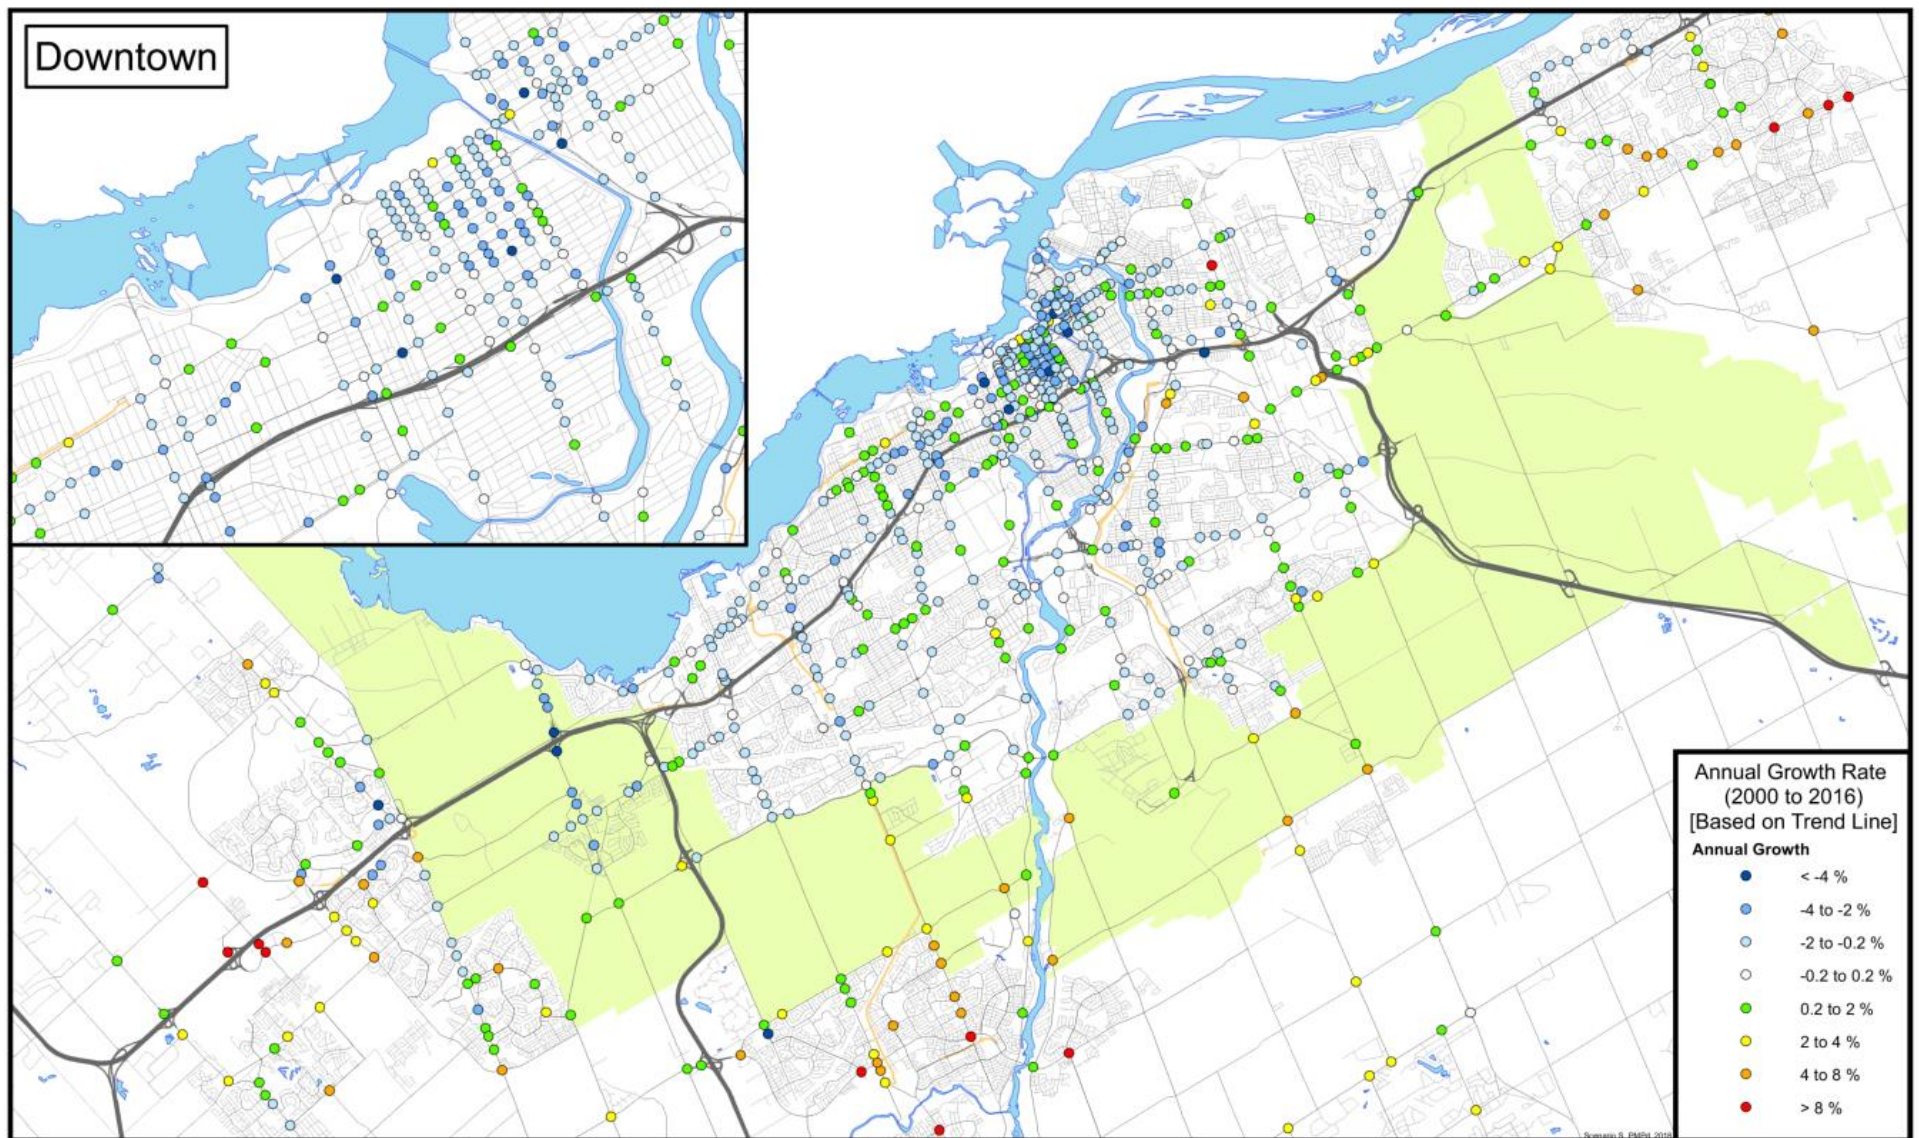 Downtown
Annual Growth Rate
(2000 to 2016)
[Based on Trend Line]
Annual Growth
< -4 %
-4 to -2 %
-2 to -0.2 %
-0.2 to 0.2 %
0.2 to 2 %
2 to 4 %
4 to 8 %
> 8 %